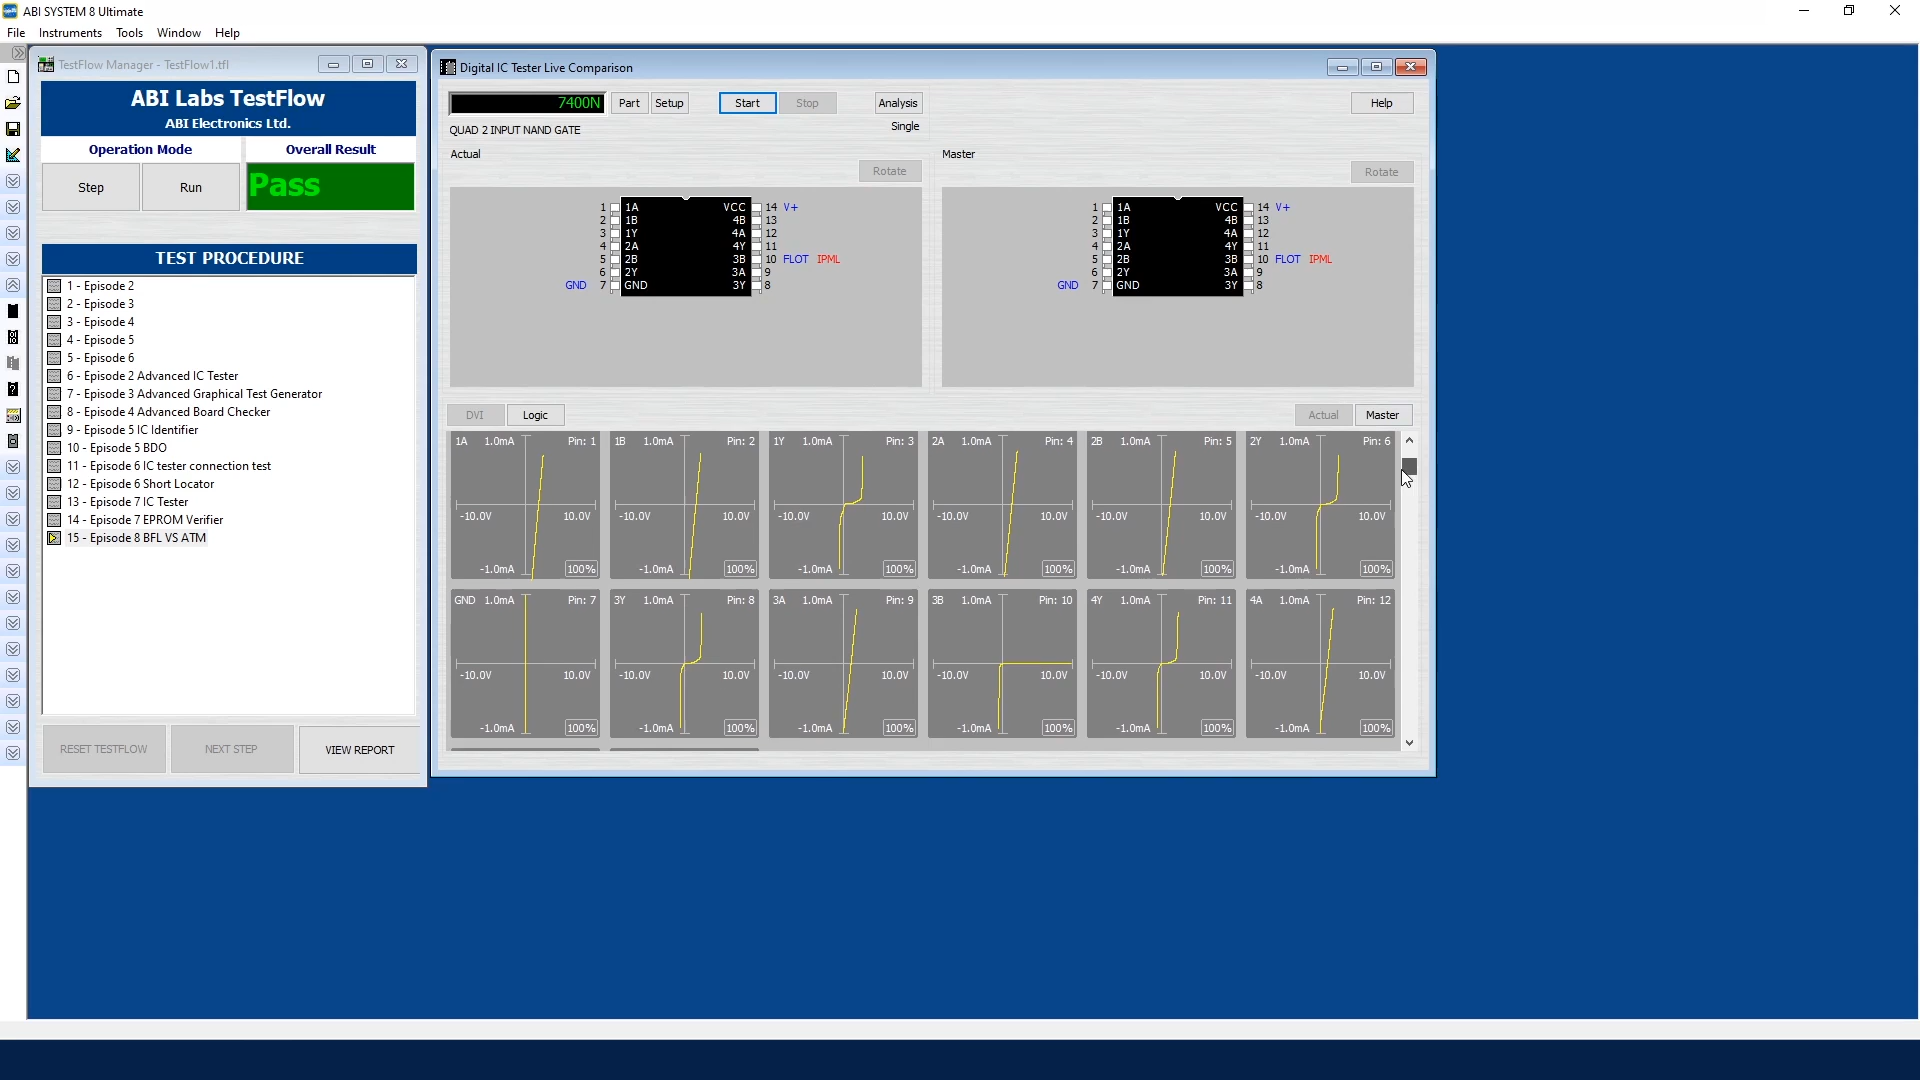 ABI SYSTEM 8 Ultimate
File Instruments Tools Window Help
TestFlow Manager - TestFlow1.tfl
ABI Labs TestFlow
ABI Electronics Ltd.
Operation Mode Overall Result
Step Run Pass
TEST PROCEDURE
1 - Episode 2
2 - Episode 3
3 - Episode 4
4 - Episode 5
5 - Episode 6
6 - Episode 2 Advanced IC Tester
7 - Episode 3 Advanced Graphical Test Generator
8 - Episode 4 Advanced Board Checker
9 - Episode 5 IC Identifier
10 - Episode 5 BDO
11 - Episode 6 IC tester connection test
12 - Episode 6 Short Locator
13 - Episode 7 IC Tester
14 - Episode 7 EPROM Verifier
15 - Episode 8 BFL VS ATM
RESET TESTFLOW NEXT STEP VIEW REPORT
Digital IC Tester Live Comparison
7400N Part Setup Start Stop Analysis Help
QUAD 2 INPUT NAND GATE Single
Actual
Rotate
1 1A VCC 14 V+
2 1B 4B 13
3 1Y 4A 12
4 2A 4Y 11
5 2B 3B 10 FLOT IPML
6 2Y 3A 9
GND 7 GND 3Y 8
Master
Rotate
1 1A VCC 14 V+
2 1B 4B 13
3 1Y 4A 12
4 2A 4Y 11
5 2B 3B 10 FLOT IPML
6 2Y 3A 9
GND 7 GND 3Y 8
DVI Logic Actual Master
1A 1.0mA Pin: 1
-10.0V 10.0V
-1.0mA 100%
1B 1.0mA Pin: 2
-10.0V 10.0V
-1.0mA 100%
1Y 1.0mA Pin: 3
-10.0V 10.0V
-1.0mA 100%
2A 1.0mA Pin: 4
-10.0V 10.0V
-1.0mA 100%
2B 1.0mA Pin: 5
-10.0V 10.0V
-1.0mA 100%
2Y 1.0mA Pin: 6
-10.0V 10.0V
-1.0mA 100%
GND 1.0mA Pin: 7
-10.0V 10.0V
-1.0mA 100%
3Y 1.0mA Pin: 8
-10.0V 10.0V
-1.0mA 100%
3A 1.0mA Pin: 9
-10.0V 10.0V
-1.0mA 100%
3B 1.0mA Pin: 10
-10.0V 10.0V
-1.0mA 100%
4Y 1.0mA Pin: 11
-10.0V 10.0V
-1.0mA 100%
4A 1.0mA Pin: 12
-10.0V 10.0V
-1.0mA 100%